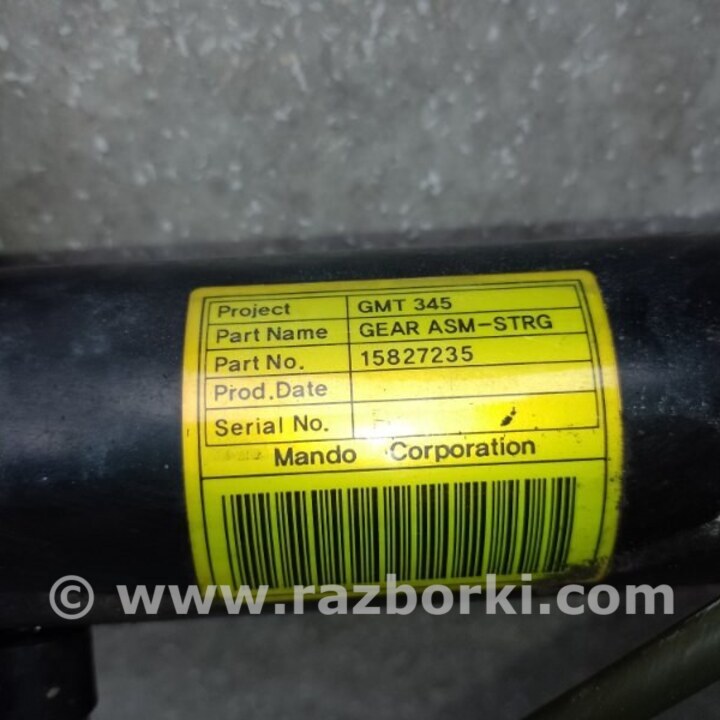 Project GMT 345
Part Name GEAR ASM-STRG
Part No. 15827235
Prod.Date
Serial No.
Mando Corporation
© www.razborki.com